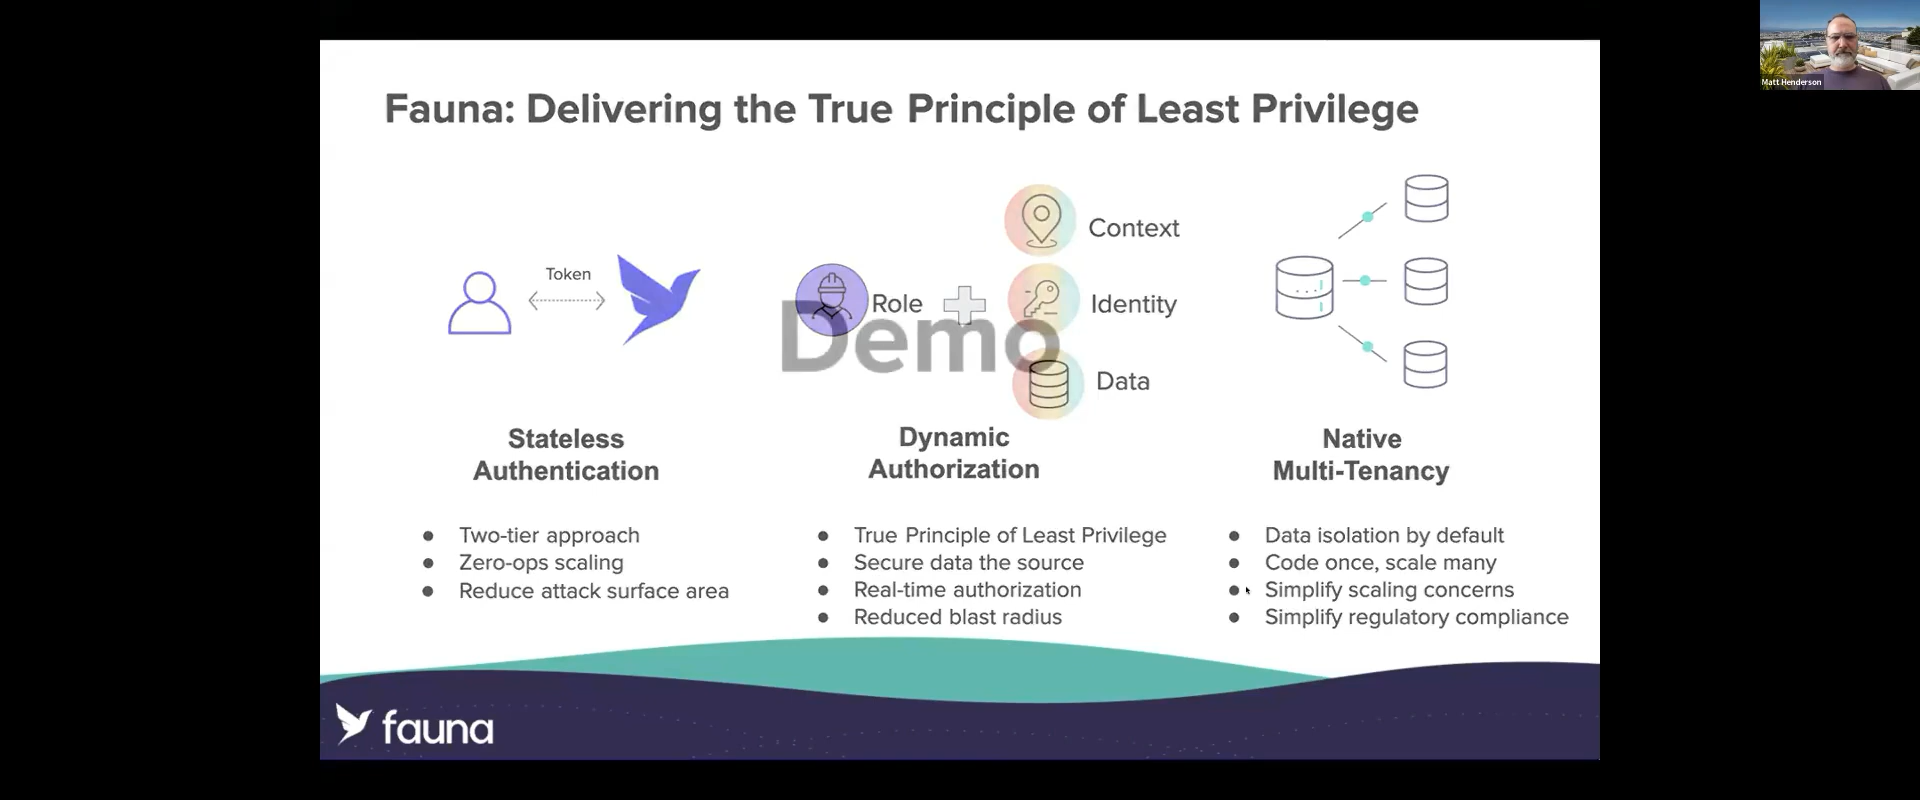 Fauna: Delivering the True Principle of Least Privilege
Matt Henderson
Token
Role
Context
Identity
Data
Demo
Stateless
Authentication
Two-tier approach
Zero-ops scaling
Reduce attack surface area
Dynamic
Authorization
True Principle of Least Privilege
Secure data the source
Real-time authorization
Reduced blast radius
Native
Multi-Tenancy
Data isolation by default
Code once, scale many
Simplify scaling concerns
Simplify regulatory compliance
fauna